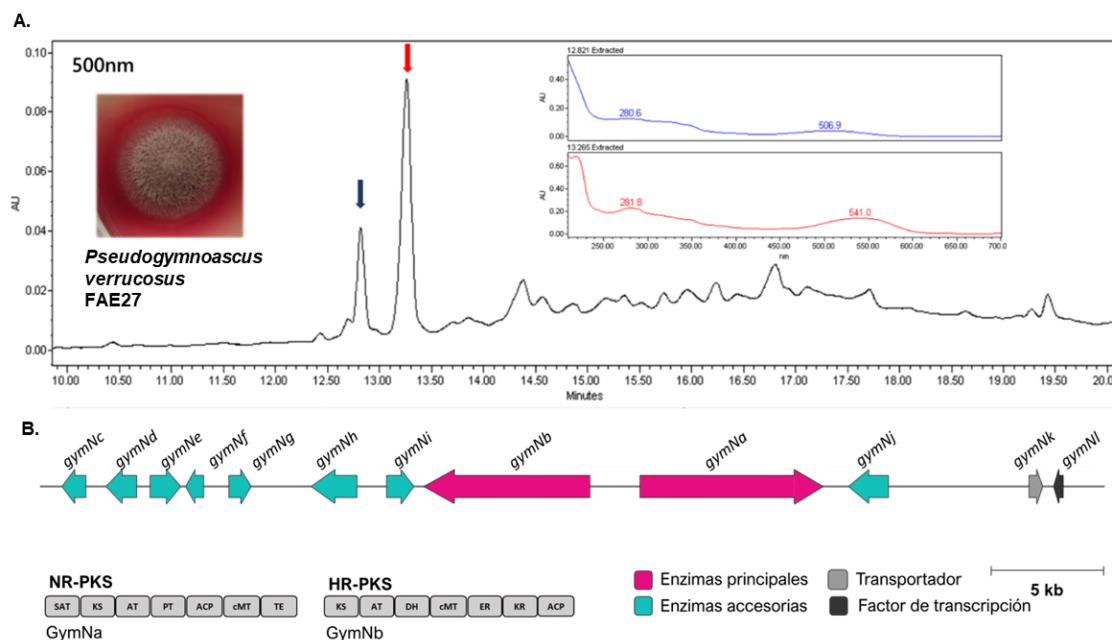 A.
0.10
0.08
0.06
0.04
0.02
0.00
AU
500nm
Pseudogymnoascus
verrucosus
FAE27
12.821 Extracted
0.40
0.20
0.00
AU
280.6
506.9
13.265 Extracted
0.60
0.40
0.20
0.00
AU
281.8
541.0
250.00 300.00 350.00 400.00 450.00 500.00 550.00 600.00 650.00 700.00
nm
10.00 10.50 11.00 11.50 12.00 12.50 13.00 13.50 14.00 14.50 15.00 15.50 16.00 16.50 17.00 17.50 18.00 18.50 19.00 19.50 20.0
Minutes
B.
gymNc gymNd gymNe gymNf gymNg gymNh gymNi gymNb gymNa gymNj gymNk gymNl
NR-PKS
SAT KS AT PT ACP cMT TE
GymNa
HR-PKS
KS AT DH cMT ER KR ACP
GymNb
Enzimas principales
Enzimas accesorias
Transportador
Factor de transcripción
5 kb